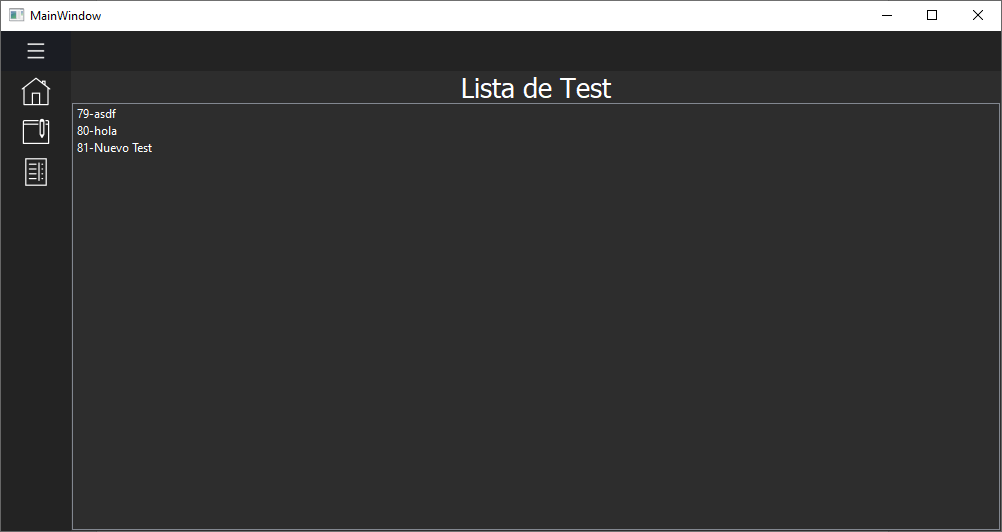 MainWindow
Lista de Test
79-asdf
80-hola
81-Nuevo Test